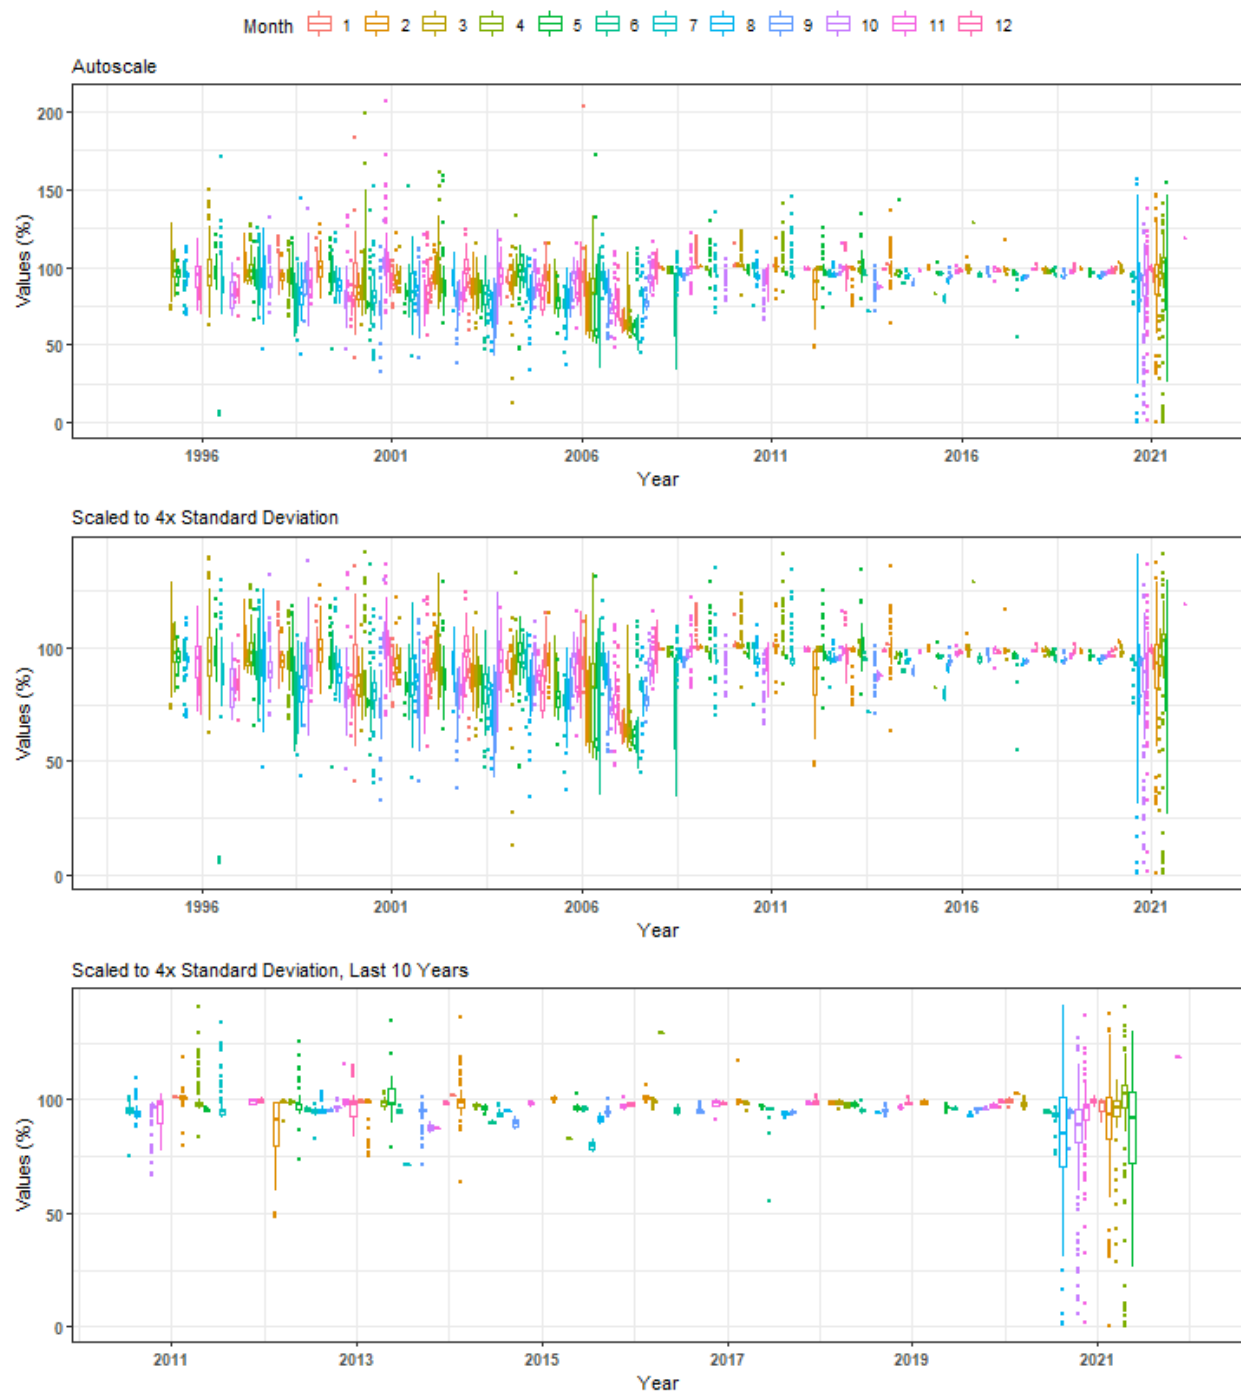 Month 1 2 3 4 5 6 7 8 9 10 11 12
Autoscale
200
150
100
50
0
Values (%)
1996 2001 2006 2011 2016 2021
Year
Scaled to 4x Standard Deviation
100
50
0
Values (%)
1996 2001 2006 2011 2016 2021
Year
Scaled to 4x Standard Deviation, Last 10 Years
100
50
0
Values (%)
2011 2013 2015 2017 2019 2021
Year